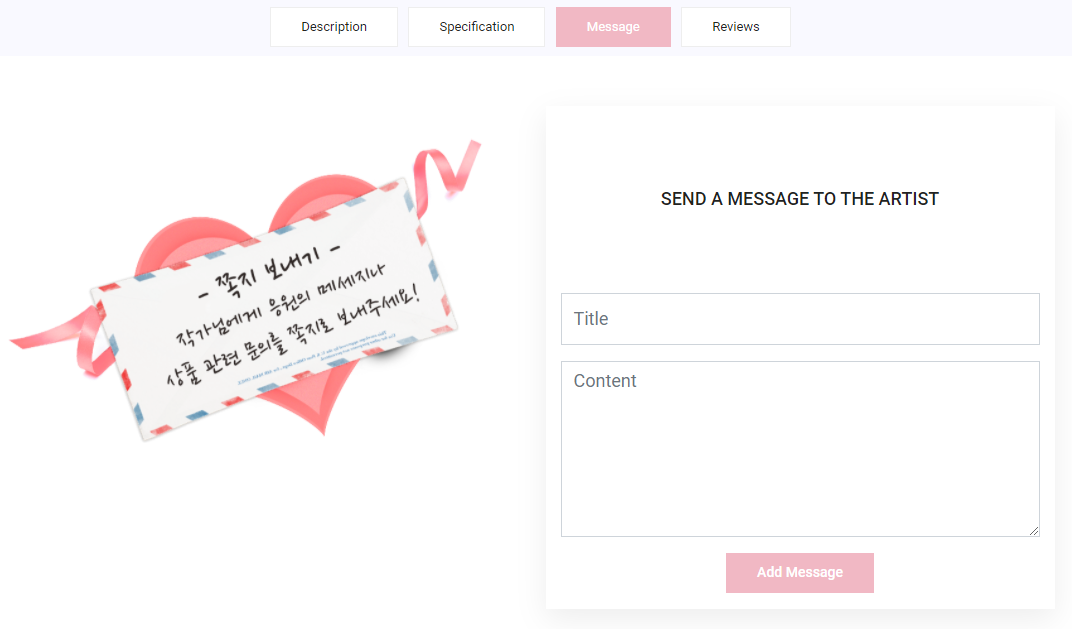 Description
Specification
Message
Reviews
- 쪽지 보내기 -
작가님에게 응원의 메세지나
상품 관련 문의를 쪽지로 보내주세요!
SEND A MESSAGE TO THE ARTIST
Title
Content
Add Message